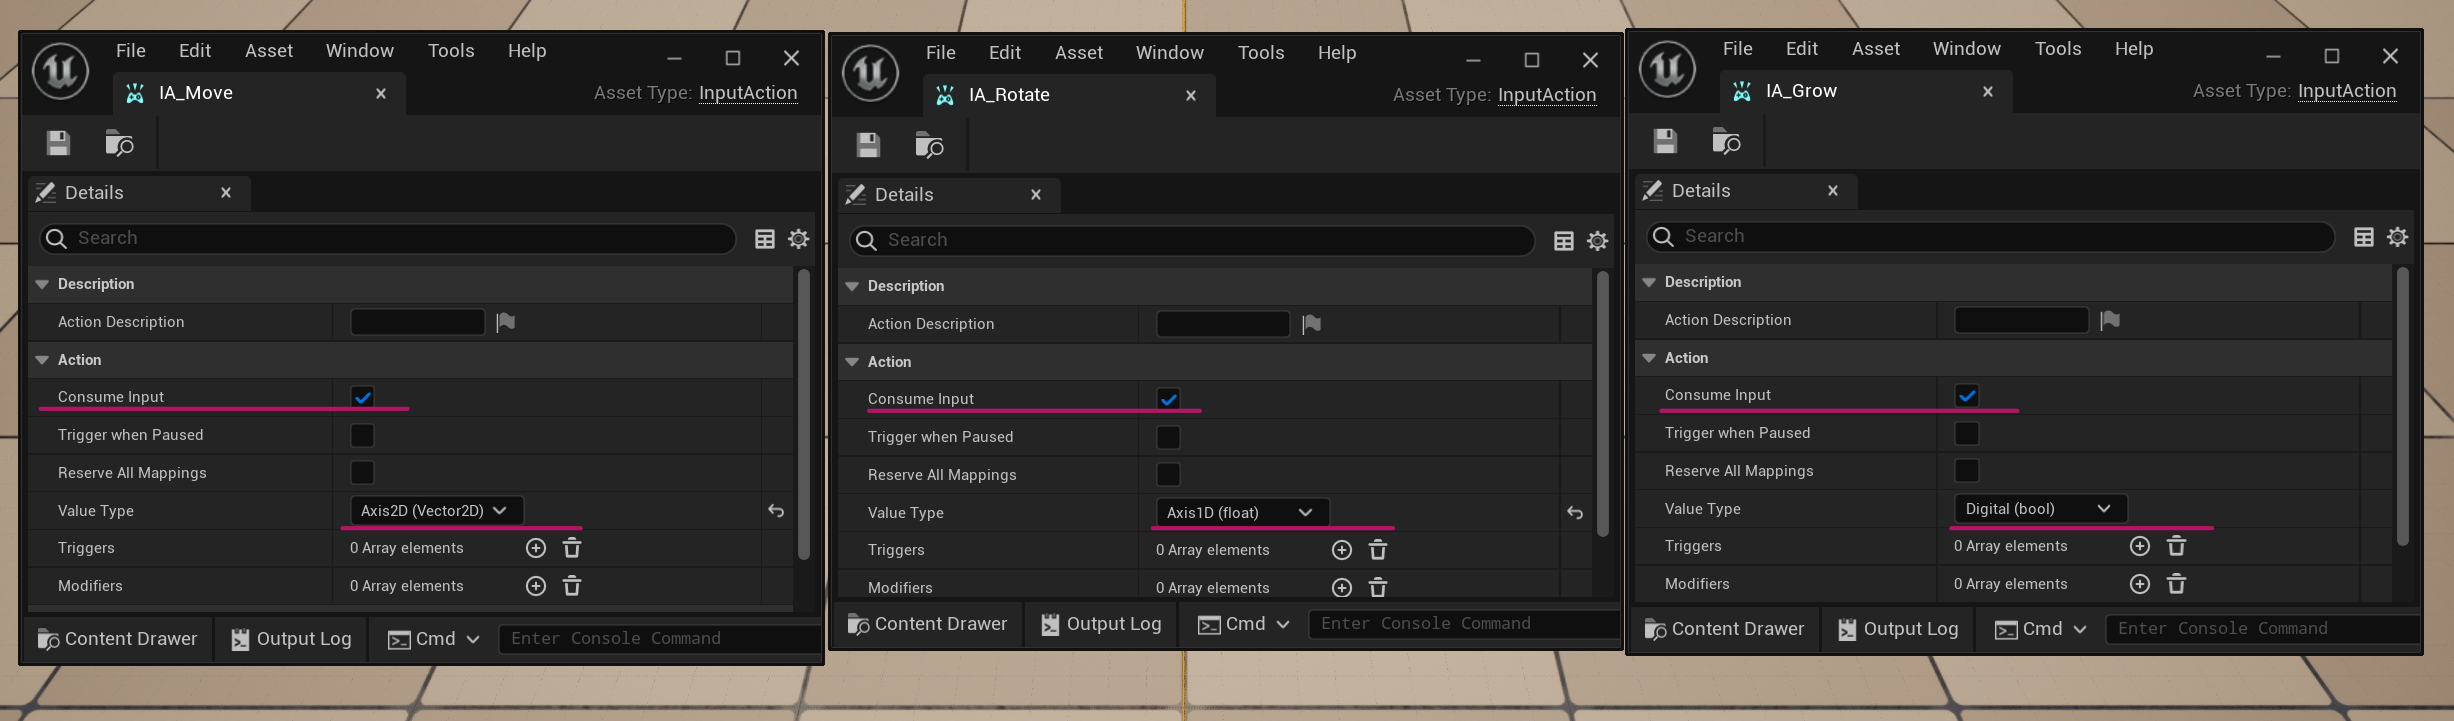 File Edit Asset Window Tools Help
IA_Move
Asset Type: InputAction
Details
Search
Description
Action Description
Action
Consume Input
Trigger when Paused
Reserve All Mappings
Value Type Axis2D (Vector2D)
Triggers 0 Array elements
Modifiers 0 Array elements
Content Drawer Output Log Cmd Enter Console Command
File Edit Asset Window Tools Help
IA_Rotate
Asset Type: InputAction
Details
Search
Description
Action Description
Action
Consume Input
Trigger when Paused
Reserve All Mappings
Value Type Axis1D (float)
Triggers 0 Array elements
Modifiers 0 Array elements
Content Drawer Output Log Cmd Enter Console Command
File Edit Asset Window Tools Help
IA_Grow
Asset Type: InputAction
Details
Search
Description
Action Description
Action
Consume Input
Trigger when Paused
Reserve All Mappings
Value Type Digital (bool)
Triggers 0 Array elements
Modifiers 0 Array elements
Content Drawer Output Log Cmd Enter Console Command